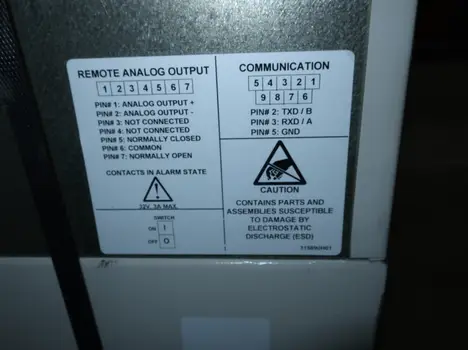 REMOTE ANALOG OUTPUT
1 2 3 4 5 6 7
PIN# 1: ANALOG OUTPUT +
PIN# 2: ANALOG OUTPUT -
PIN# 3: NOT CONNECTED
PIN# 4: NOT CONNECTED
PIN# 5: NORMALLY CLOSED
PIN# 6: COMMON
PIN# 7: NORMALLY OPEN
CONTACTS IN ALARM STATE
32V, 3A MAX.
SWITCH
ON I
OFF O
COMMUNICATION
5 4 3 2 1
9 8 7 6
PIN# 2: TXD / B
PIN# 3: RXD / A
PIN# 5: GND
CAUTION
CONTAINS PARTS AND
ASSEMBLIES SUSCEPTIBLE
TO DAMAGE BY
ELECTROSTATIC
DISCHARGE (ESD)